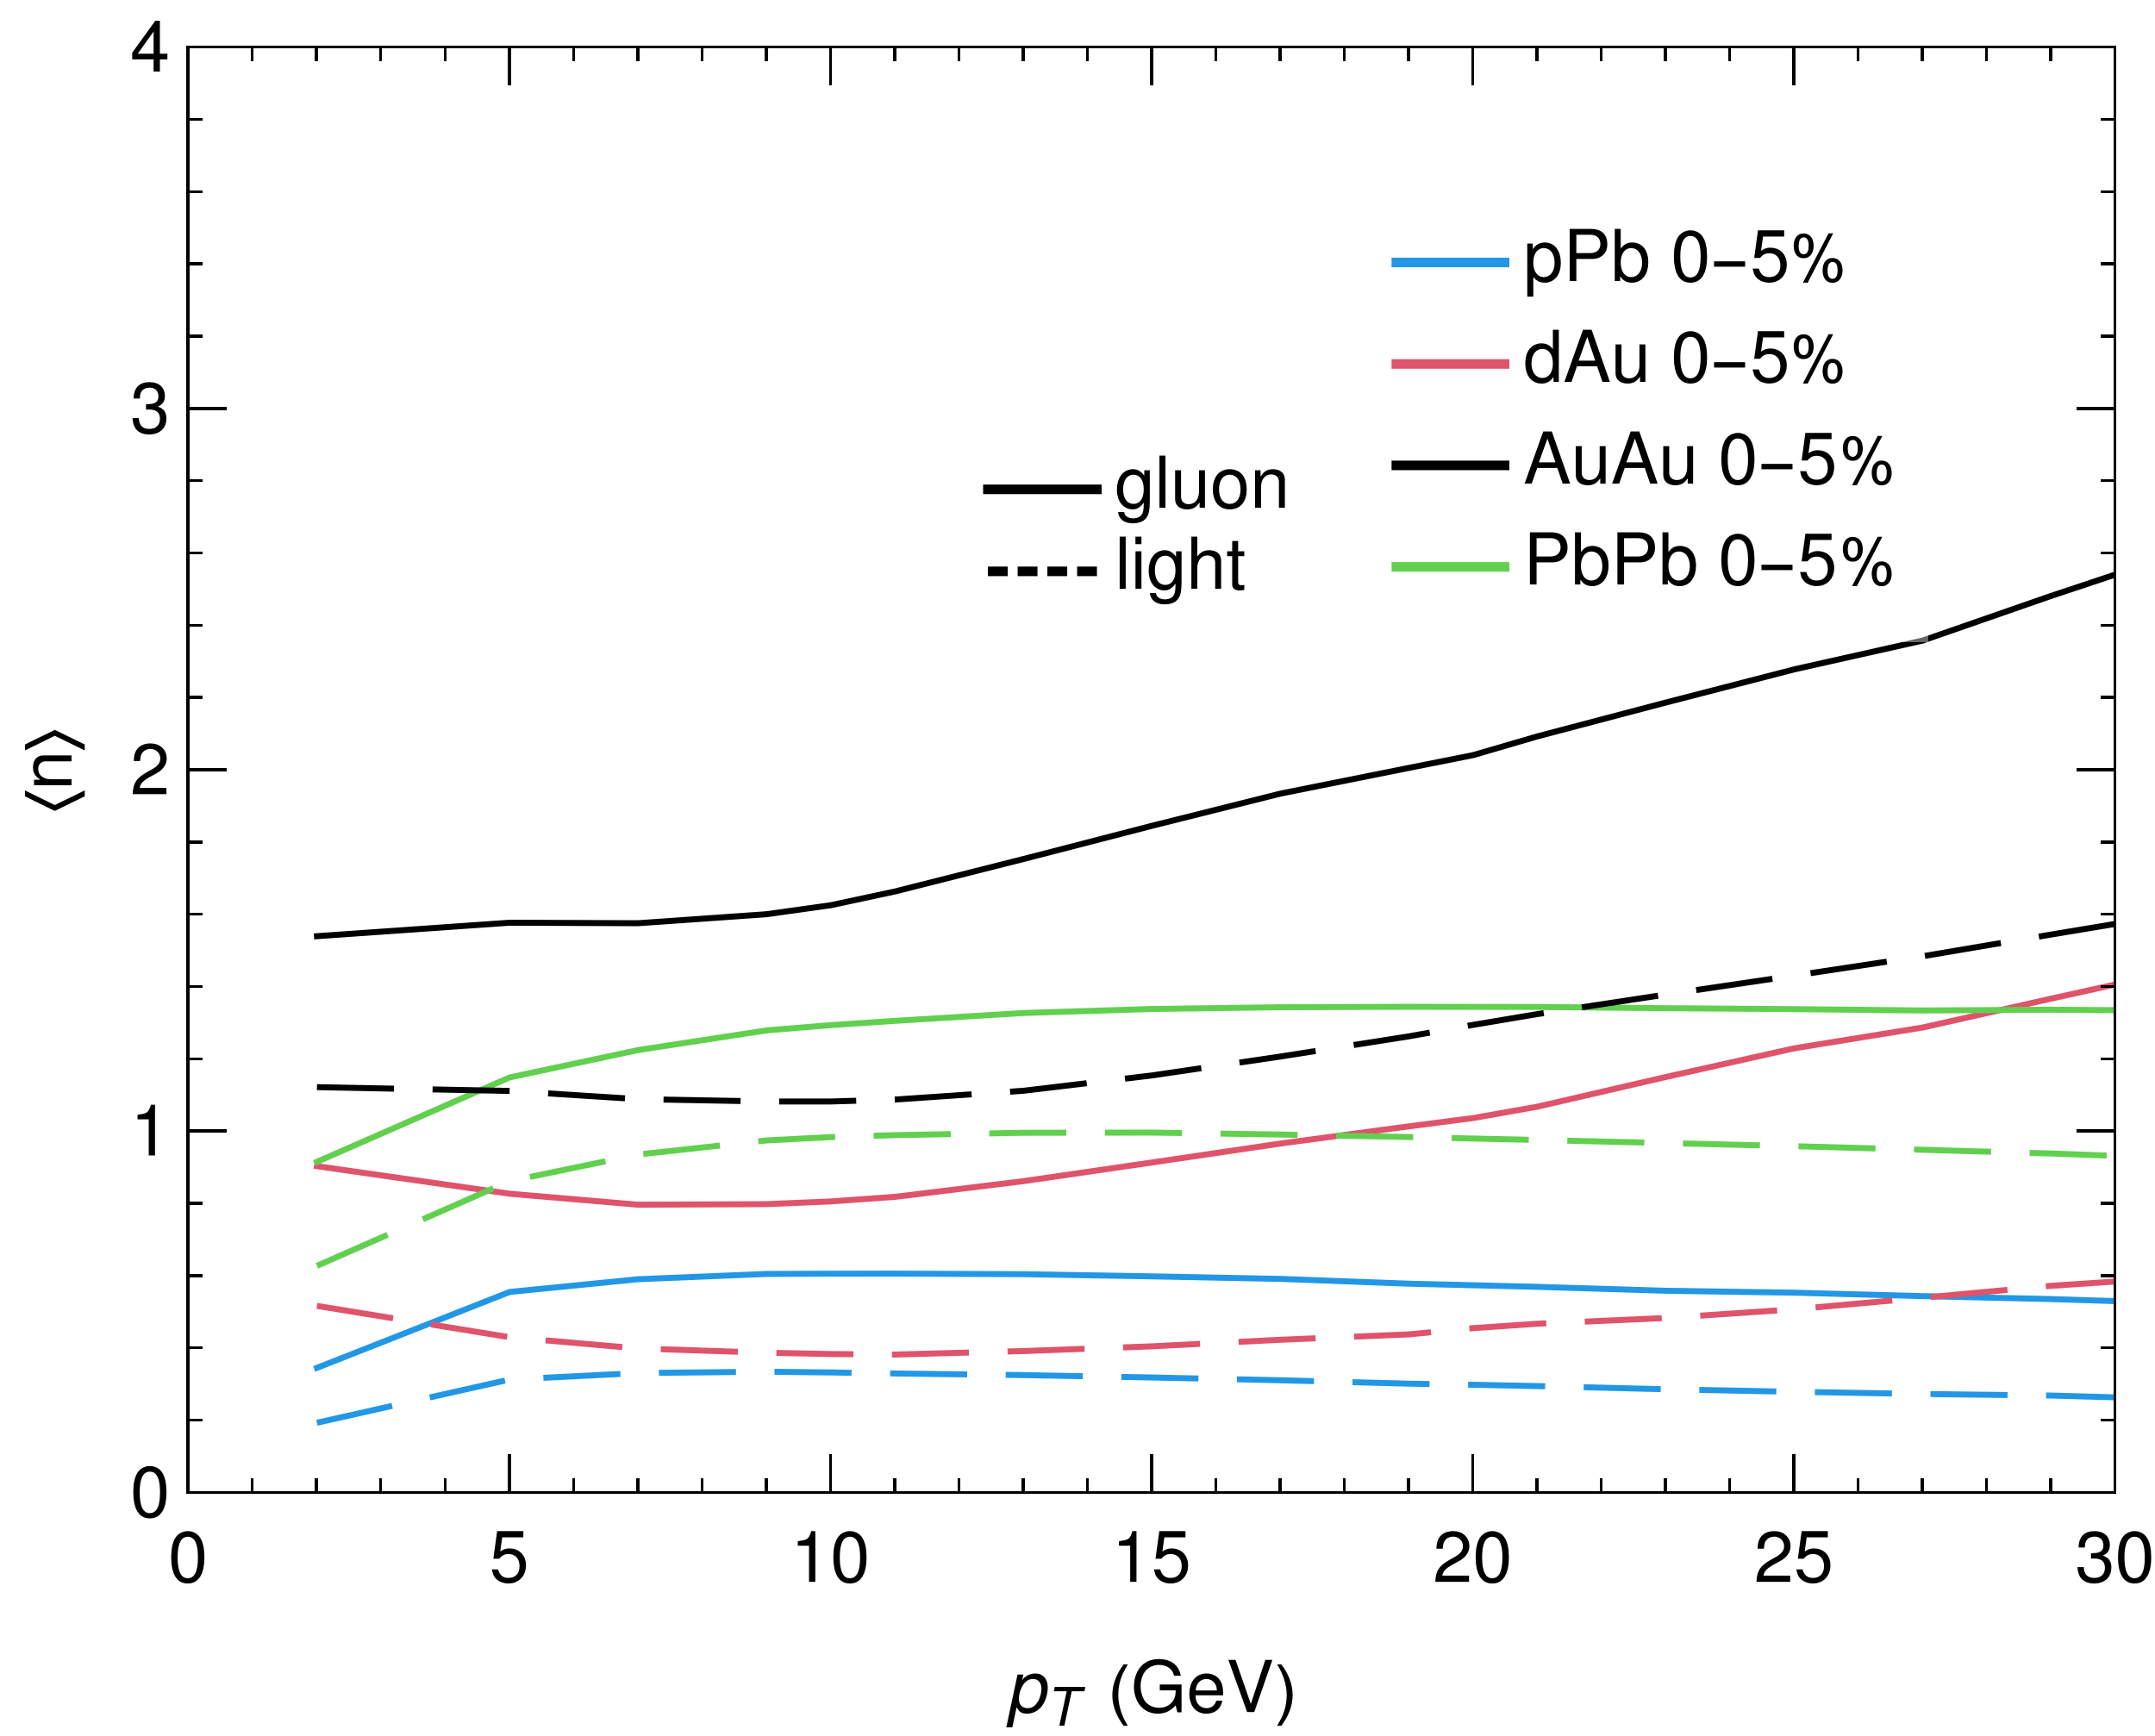 4
3
2
1
0
⟨n⟩
pPb 0−5%
dAu 0−5%
AuAu 0−5%
PbPb 0−5%
gluon
light
0 5 10 15 20 25 30
p_T (GeV)